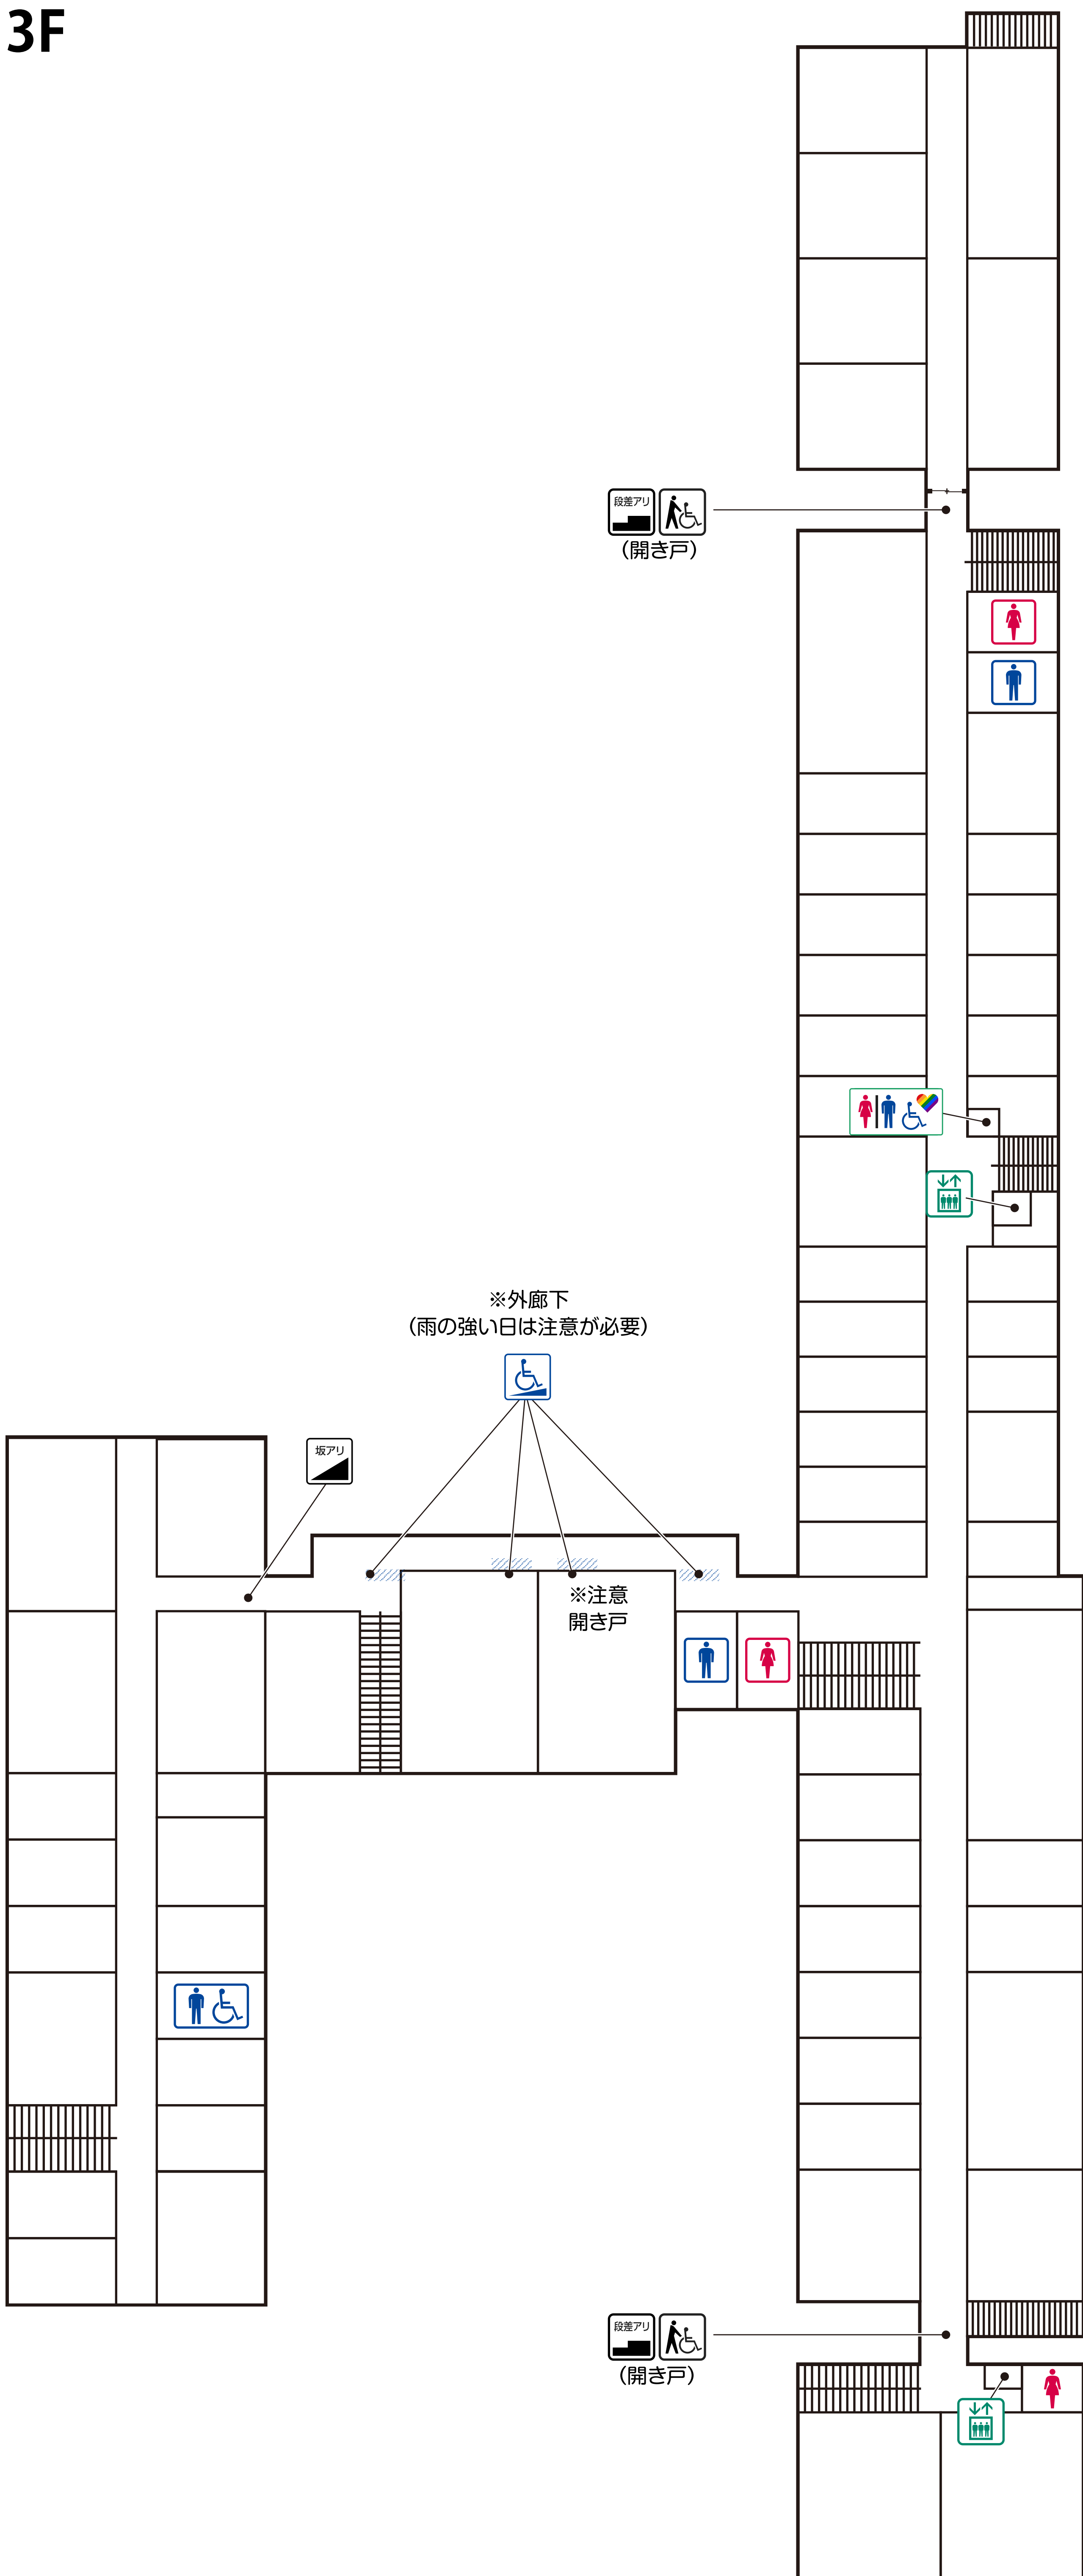 3F
段差アリ
（開き戸）
※外廊下
（雨の強い日は注意が必要）
坂アリ
※注意
開き戸
段差アリ
（開き戸）